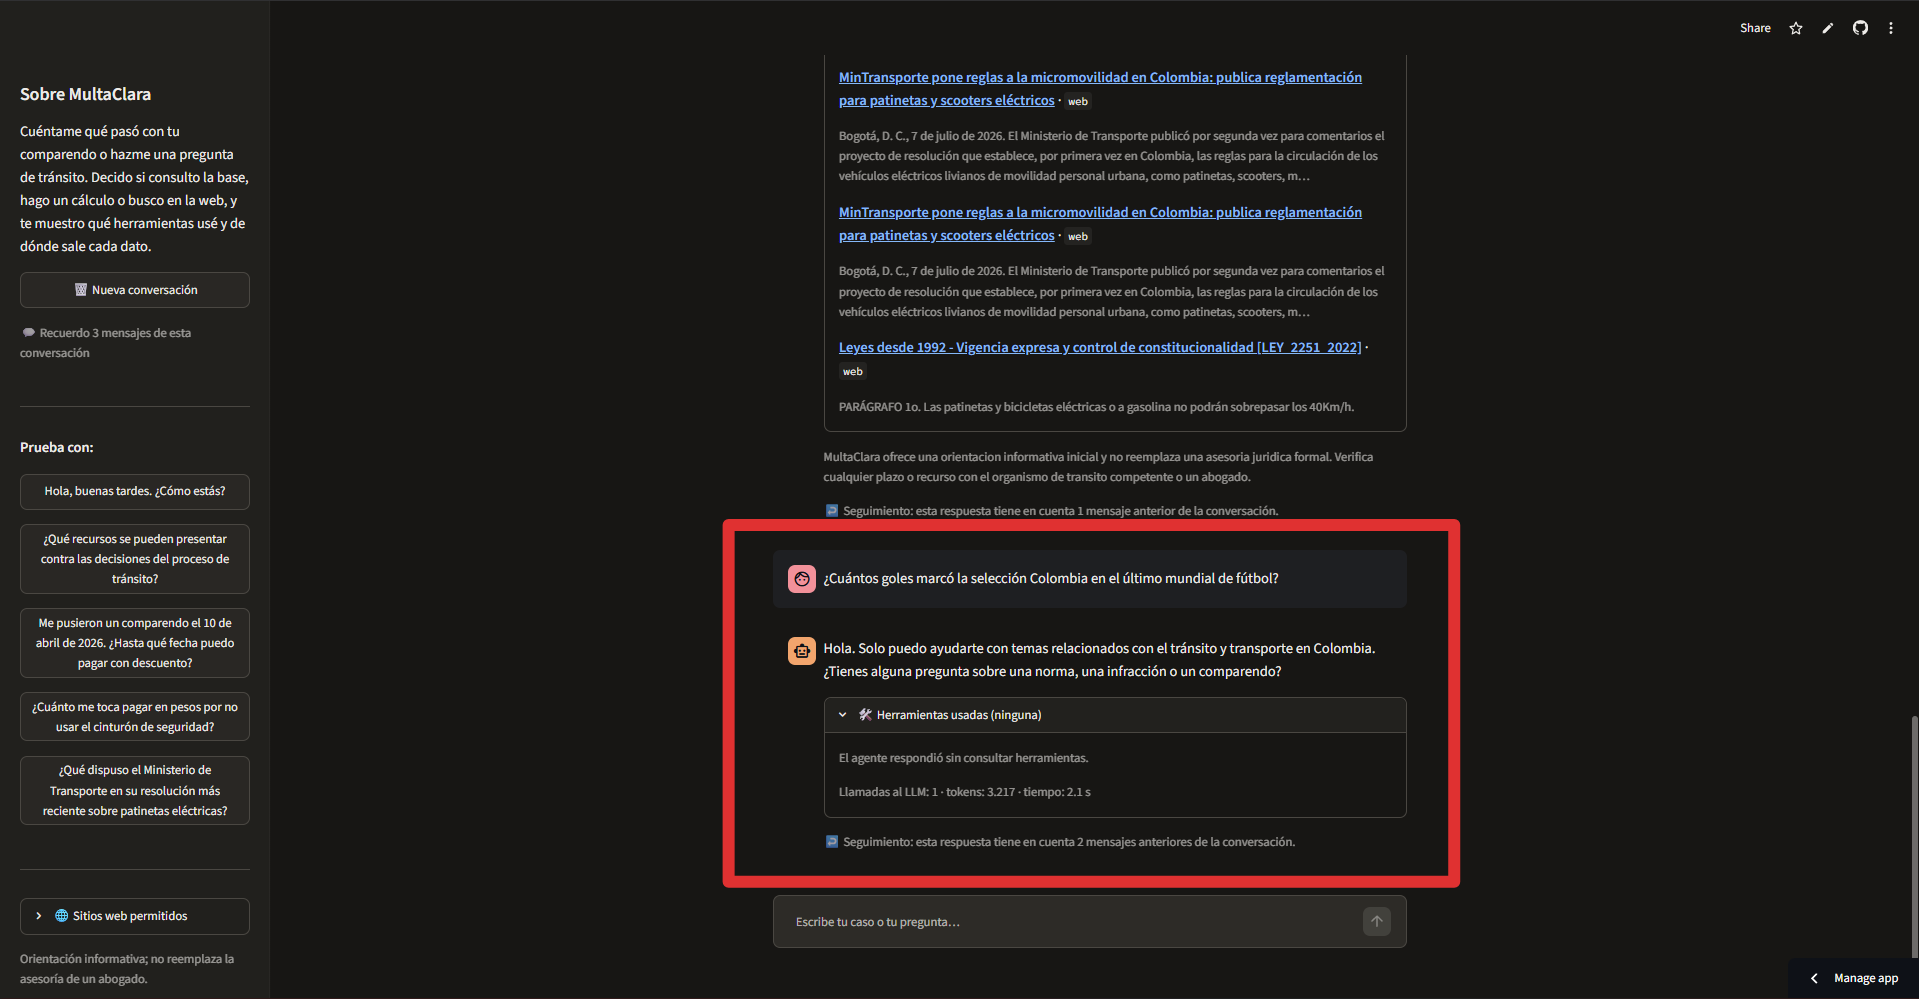 Share
Sobre MultaClara
Cuéntame qué pasó con tu
comparendo o hazme una pregunta
de tránsito. Decido si consulto la base,
hago un cálculo o busco en la web, y
te muestro qué herramientas usé y de
dónde sale cada dato.
Nueva conversación
Recuerdo 3 mensajes de esta
conversación
Prueba con:
Hola, buenas tardes. ¿Cómo estás?
¿Qué recursos se pueden presentar
contra las decisiones del proceso de
tránsito?
Me pusieron un comparendo el 10 de
abril de 2026. ¿Hasta qué fecha puedo
pagar con descuento?
¿Cuánto me toca pagar en pesos por no
usar el cinturón de seguridad?
¿Qué dispuso el Ministerio de
Transporte en su resolución más
reciente sobre patinetas eléctricas?
Sitios web permitidos
Orientación informativa; no reemplaza la
asesoría de un abogado.
MinTransporte pone reglas a la micromovilidad en Colombia: publica reglamentación
para patinetas y scooters eléctricos · web
Bogotá, D. C., 7 de julio de 2026. El Ministerio de Transporte publicó por segunda vez para comentarios el
proyecto de resolución que establece, por primera vez en Colombia, las reglas para la circulación de los
vehículos eléctricos livianos de movilidad personal urbana, como patinetas, scooters, m…
MinTransporte pone reglas a la micromovilidad en Colombia: publica reglamentación
para patinetas y scooters eléctricos · web
Bogotá, D. C., 7 de julio de 2026. El Ministerio de Transporte publicó por segunda vez para comentarios el
proyecto de resolución que establece, por primera vez en Colombia, las reglas para la circulación de los
vehículos eléctricos livianos de movilidad personal urbana, como patinetas, scooters, m…
Leyes desde 1992 - Vigencia expresa y control de constitucionalidad [LEY_2251_2022] ·
web
PARÁGRAFO 1o. Las patinetas y bicicletas eléctricas o a gasolina no podrán sobrepasar los 40Km/h.
MultaClara ofrece una orientacion informativa inicial y no reemplaza una asesoria juridica formal. Verifica
cualquier plazo o recurso con el organismo de transito competente o un abogado.
Seguimiento: esta respuesta tiene en cuenta 1 mensaje anterior de la conversación.
¿Cuántos goles marcó la selección Colombia en el último mundial de fútbol?
Hola. Solo puedo ayudarte con temas relacionados con el tránsito y transporte en Colombia.
¿Tienes alguna pregunta sobre una norma, una infracción o un comparendo?
Herramientas usadas (ninguna)
El agente respondió sin consultar herramientas.
Llamadas al LLM: 1 · tokens: 3.217 · tiempo: 2.1 s
Seguimiento: esta respuesta tiene en cuenta 2 mensajes anteriores de la conversación.
Escribe tu caso o tu pregunta…
Manage app